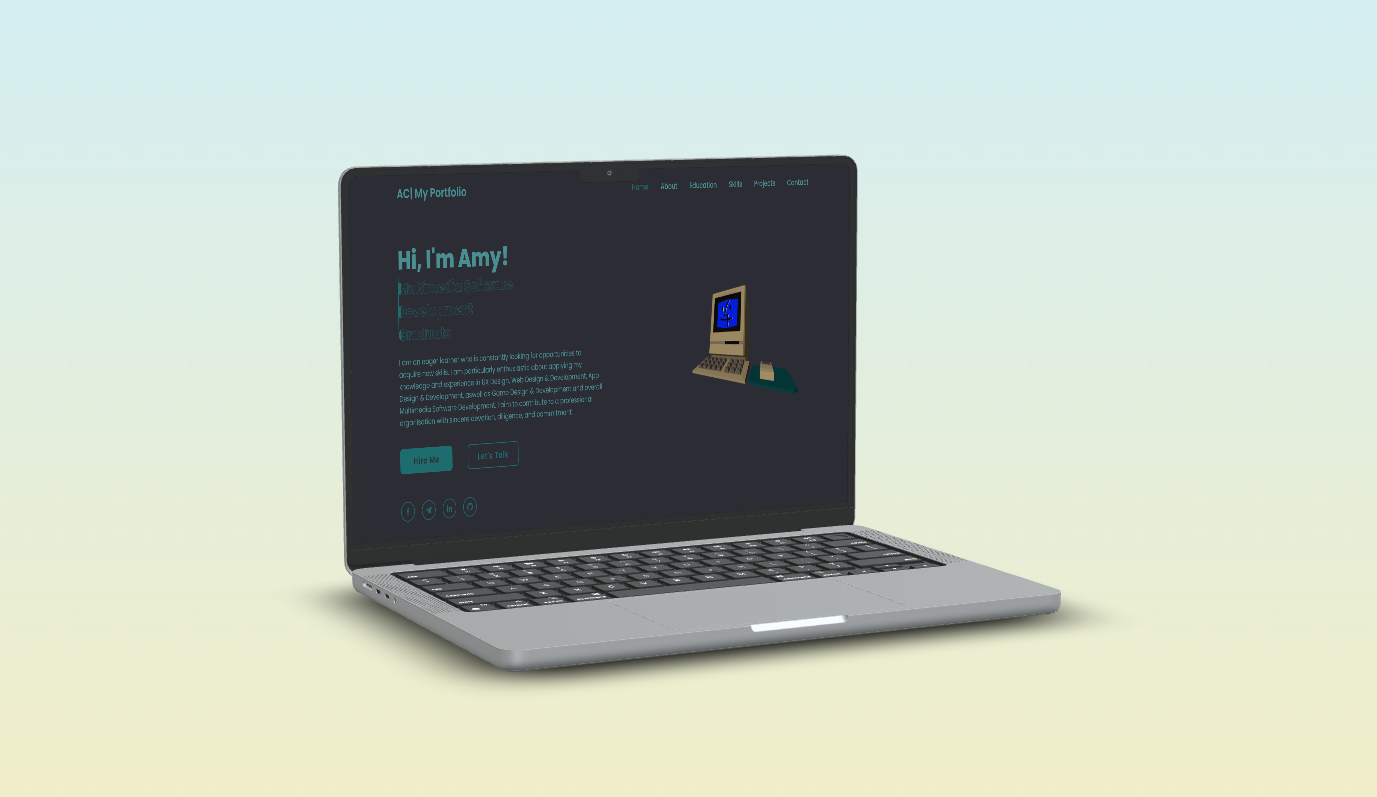 AC| My Portfolio
Home About Education Skills Projects Contact
Hi, I'm Amy!
Multimedia Software
Development
Graduate
I am an eager learner who is constantly looking for opportunities to
acquire new skills. I am particularly enthusiastic about applying my
knowledge and experience in UX Design, Web Design & Development, App
Design & Development, aswell as Game Design & Development and overall
Multimedia Software Development. I aim to contribute to a professional
organisation with sincere devotion, diligence, and commitment.
Hire Me Let's Talk